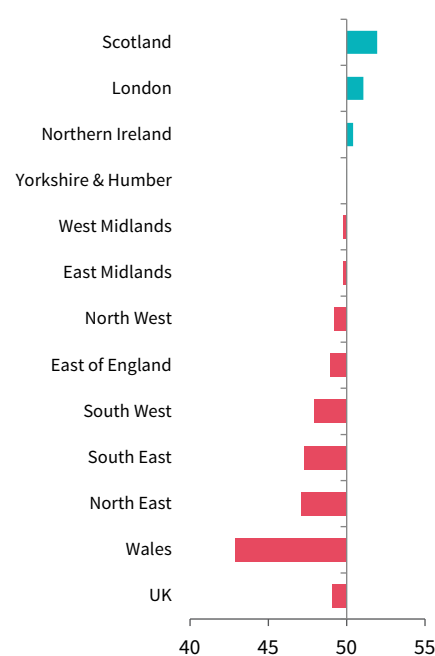 Scotland
London
Northern Ireland
Yorkshire & Humber
West Midlands
East Midlands
North West
East of England
South West
South East
North East
Wales
UK
40 45 50 55